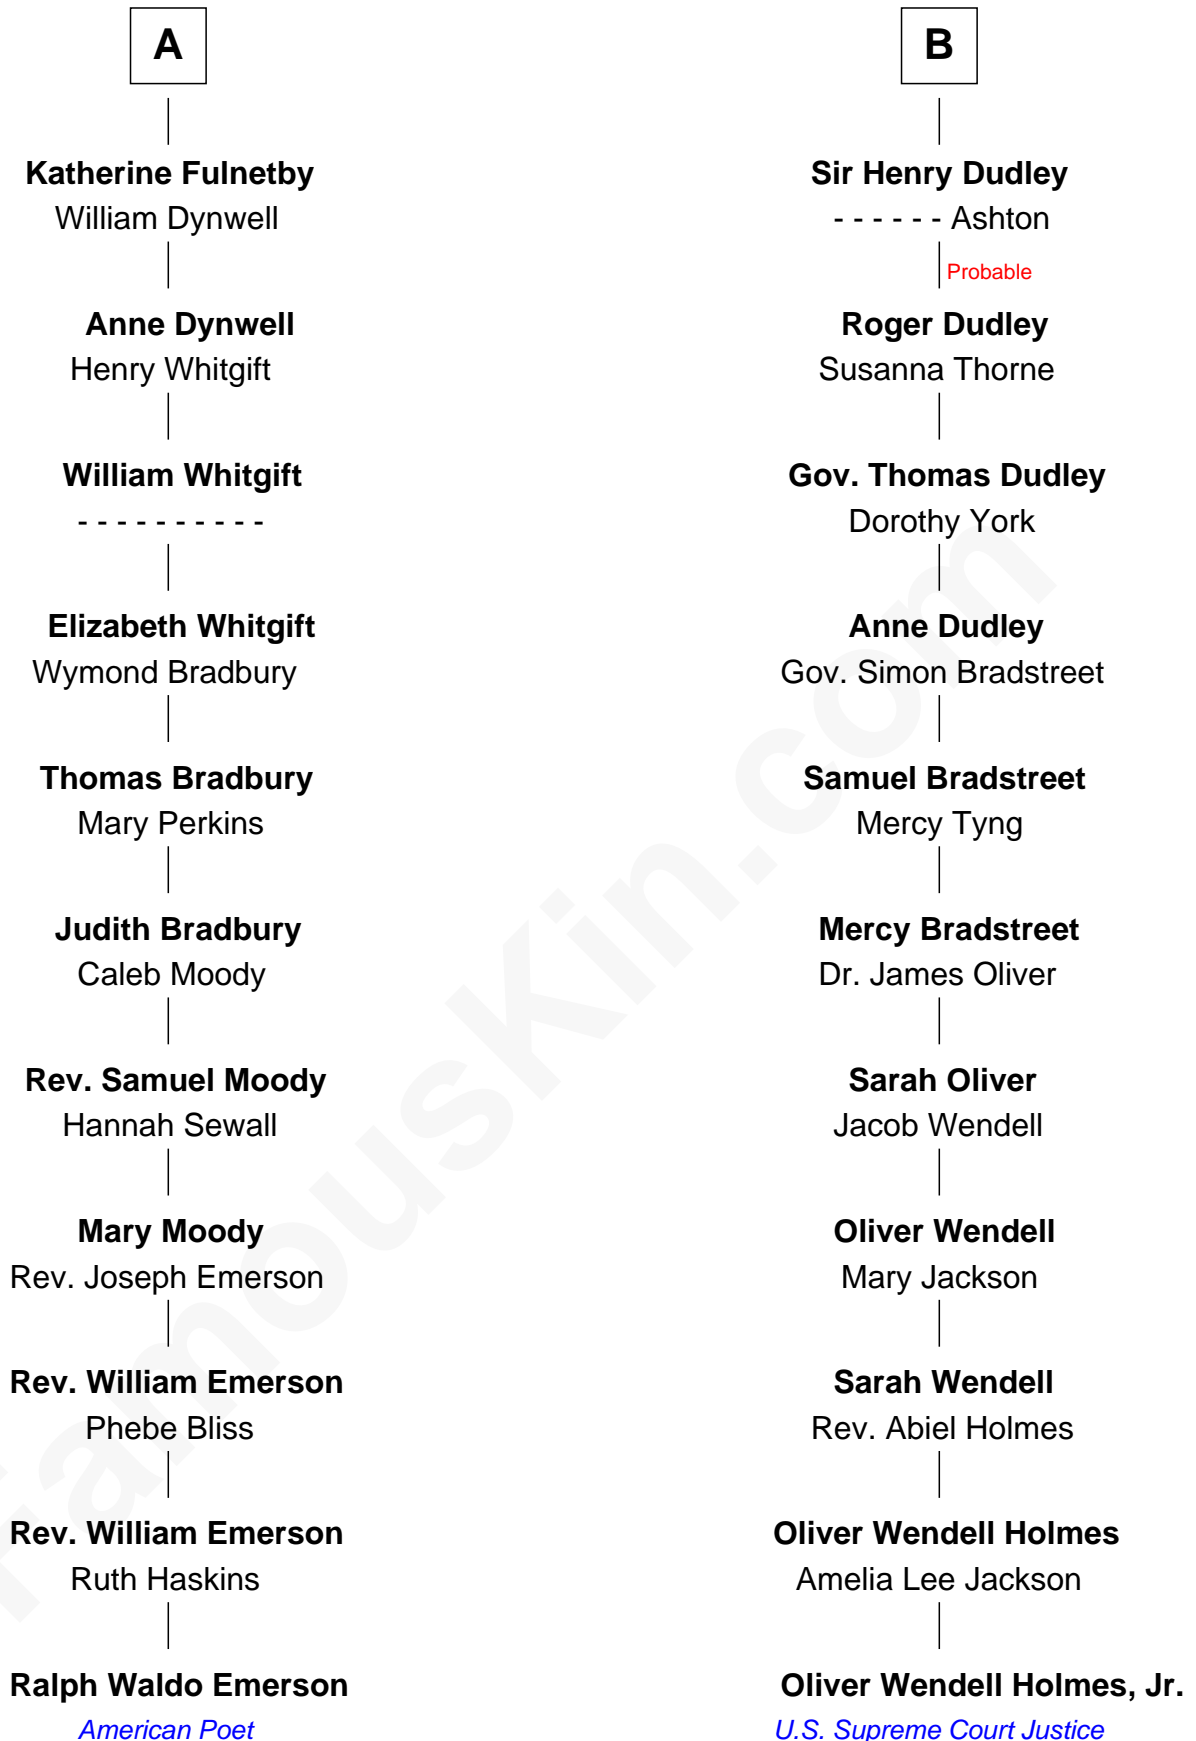 A
Katherine Fulnetby
William Dynwell
Anne Dynwell
Henry Whitgift
William Whitgift
- - - - - - - - - -
Elizabeth Whitgift
Wymond Bradbury
Thomas Bradbury
Mary Perkins
Judith Bradbury
Caleb Moody
Rev. Samuel Moody
Hannah Sewall
Mary Moody
Rev. Joseph Emerson
Rev. William Emerson
Phebe Bliss
Rev. William Emerson
Ruth Haskins
Ralph Waldo Emerson
American Poet
B
Sir Henry Dudley
- - - - - - Ashton
Probable
Roger Dudley
Susanna Thorne
Gov. Thomas Dudley
Dorothy York
Anne Dudley
Gov. Simon Bradstreet
Samuel Bradstreet
Mercy Tyng
Mercy Bradstreet
Dr. James Oliver
Sarah Oliver
Jacob Wendell
Oliver Wendell
Mary Jackson
Sarah Wendell
Rev. Abiel Holmes
Oliver Wendell Holmes
Amelia Lee Jackson
Oliver Wendell Holmes, Jr.
U.S. Supreme Court Justice
FamousKin.com